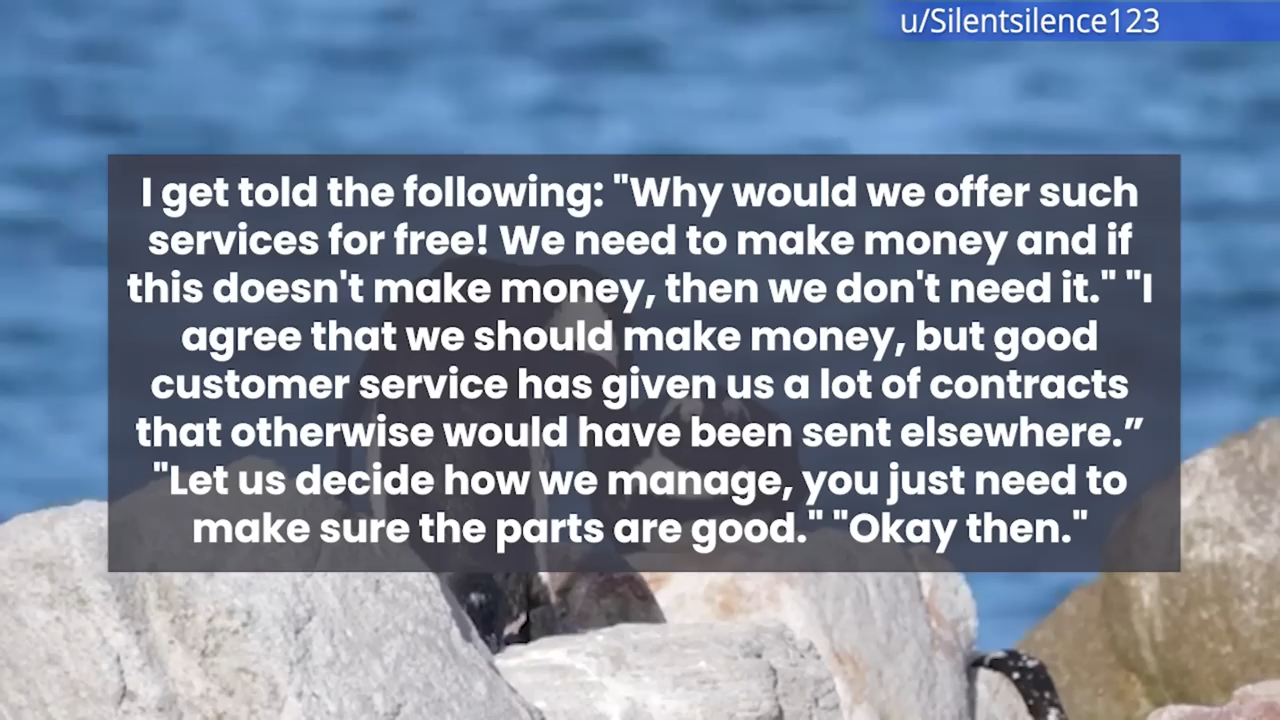 u/Silentsilence123
I get told the following: "Why would we offer such
services for free! We need to make money and if
this doesn't make money, then we don't need it." "I
agree that we should make money, but good
customer service has given us a lot of contracts
that otherwise would have been sent elsewhere.”
"Let us decide how we manage, you just need to
make sure the parts are good." "Okay then."